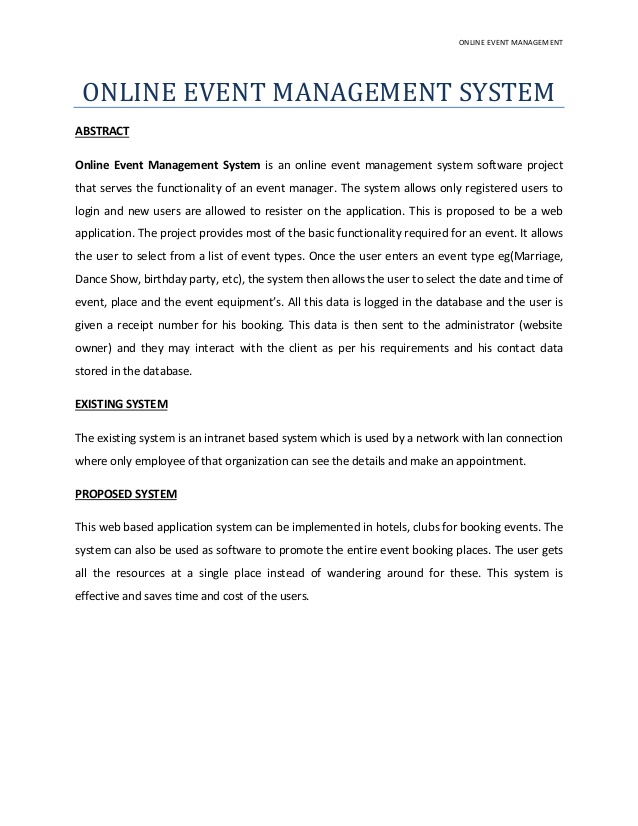 ONLINE EVENT MANAGEMENT
ONLINE EVENT MANAGEMENT SYSTEM
ABSTRACT
Online Event Management System is an online event management system software project
that serves the functionality of an event manager. The system allows only registered users to
login and new users are allowed to resister on the application. This is proposed to be a web
application. The project provides most of the basic functionality required for an event. It allows
the user to select from a list of event types. Once the user enters an event type eg(Marriage,
Dance Show, birthday party, etc), the system then allows the user to select the date and time of
event, place and the event equipment's. All this data is logged in the database and the user is
given a receipt number for his booking. This data is then sent to the administrator (website
owner) and they may interact with the client as per his requirements and his contact data
stored in the database.
EXISTING SYSTEM
The existing system is an intranet based system which is used by a network with lan connection
where only employee of that organization can see the details and make an appointment.
PROPOSED SYSTEM
This web based application system can be implemented in hotels, clubs for booking events. The
system can also be used as software to promote the entire event booking places. The user gets
all the resources at a single place instead of wandering around for these. This system is
effective and saves time and cost of the users.